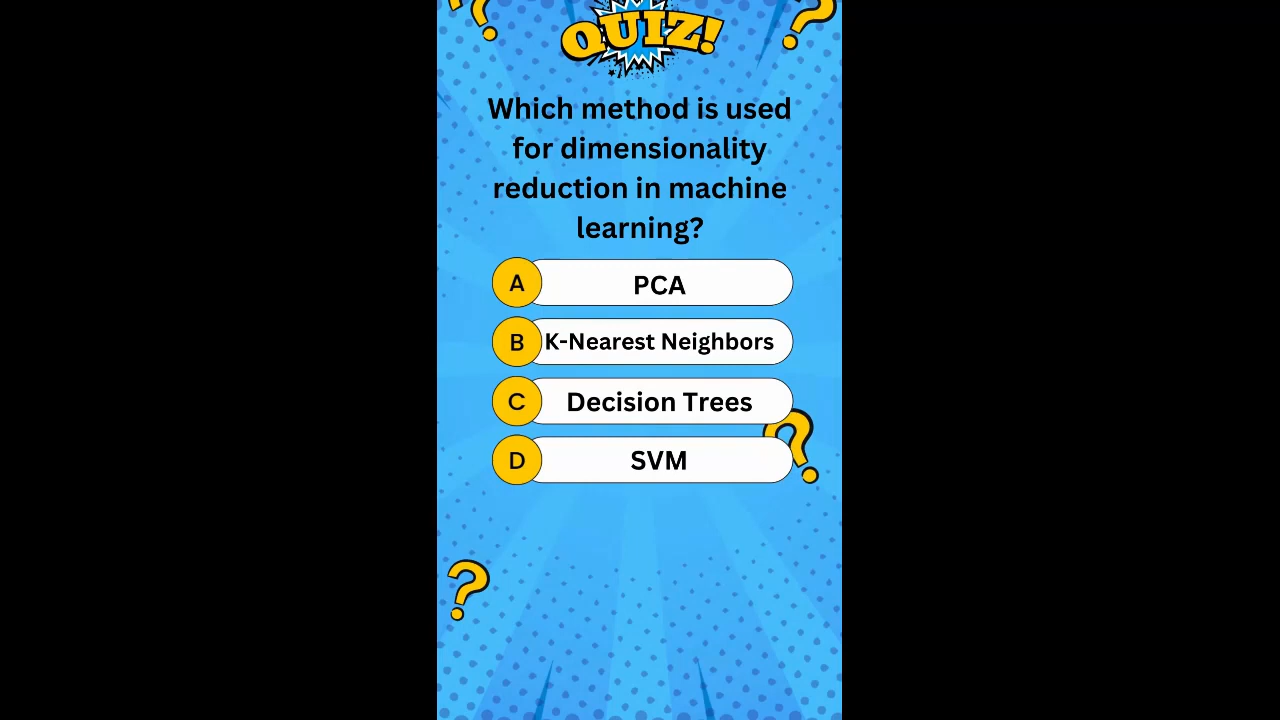 QUIZ!
Which method is used
for dimensionality
reduction in machine
learning?
A PCA
B K-Nearest Neighbors
C Decision Trees
D SVM